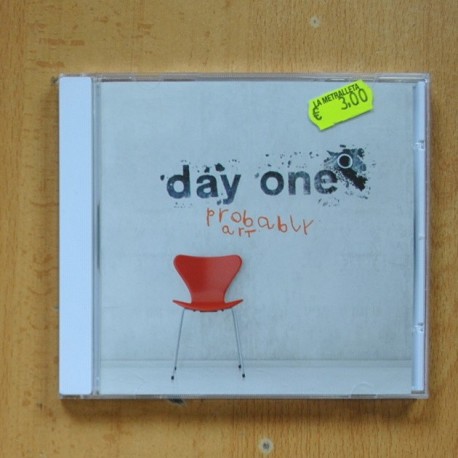 LA METRALLETA
€ 3,00
day one
probably
art